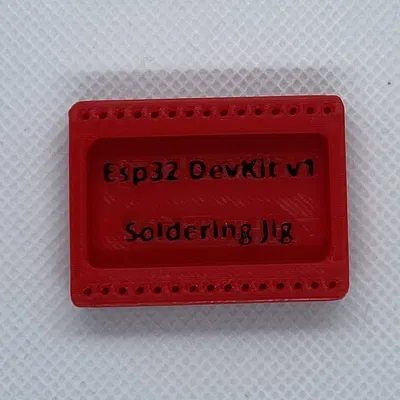 Esp32 DevKit v1
Soldering Jig